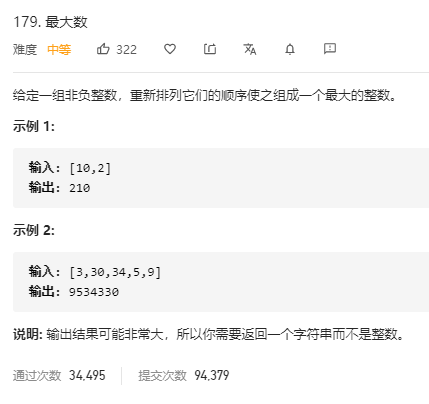 179. 最大数
难度 中等 322
给定一组非负整数，重新排列它们的顺序使之组成一个最大的整数。
示例 1:
输入: [10,2]
输出: 210
示例 2:
输入: [3,30,34,5,9]
输出: 9534330
说明: 输出结果可能非常大，所以你需要返回一个字符串而不是整数。
通过次数 34,495 提交次数 94,379